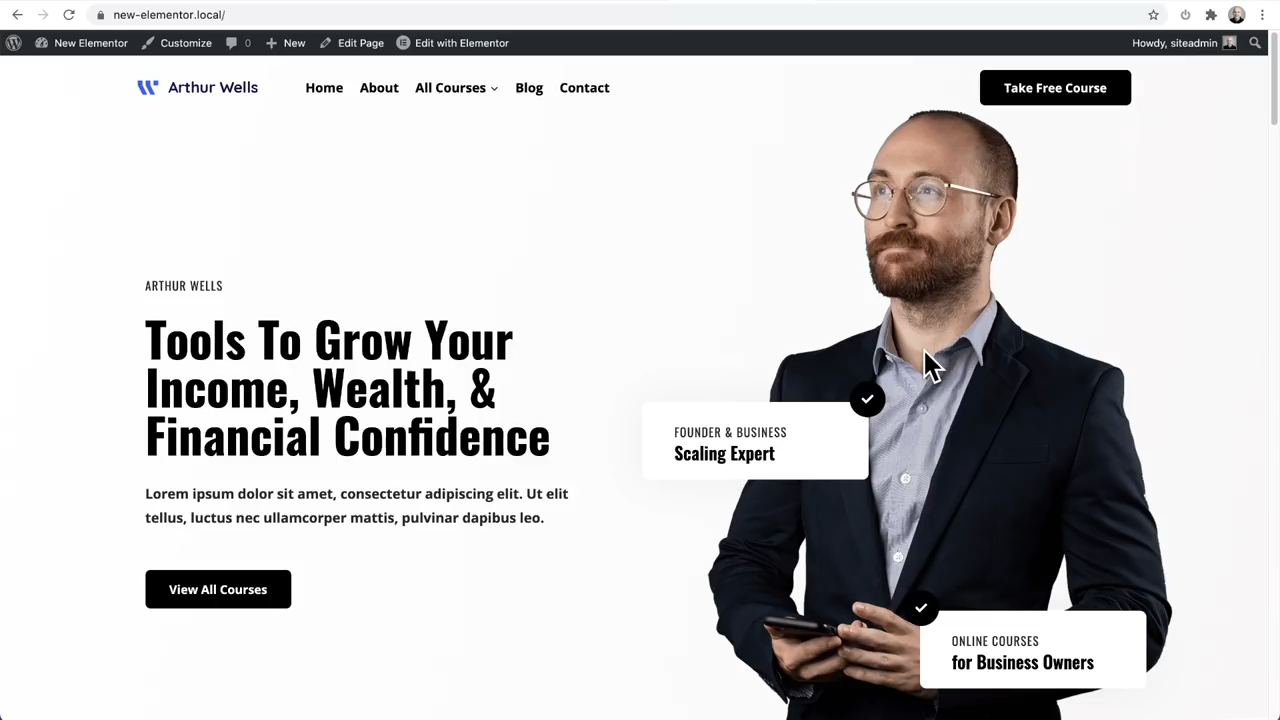 new-elementor.local/
New Elementor
Customize
0
New
Edit Page
Edit with Elementor
Howdy, siteadmin
Arthur Wells
Home
About
All Courses
Blog
Contact
Take Free Course
ARTHUR WELLS
Tools To Grow Your
Income, Wealth, &
Financial Confidence
Lorem ipsum dolor sit amet, consectetur adipiscing elit. Ut elit
tellus, luctus nec ullamcorper mattis, pulvinar dapibus leo.
View All Courses
FOUNDER & BUSINESS
Scaling Expert
ONLINE COURSES
for Business Owners